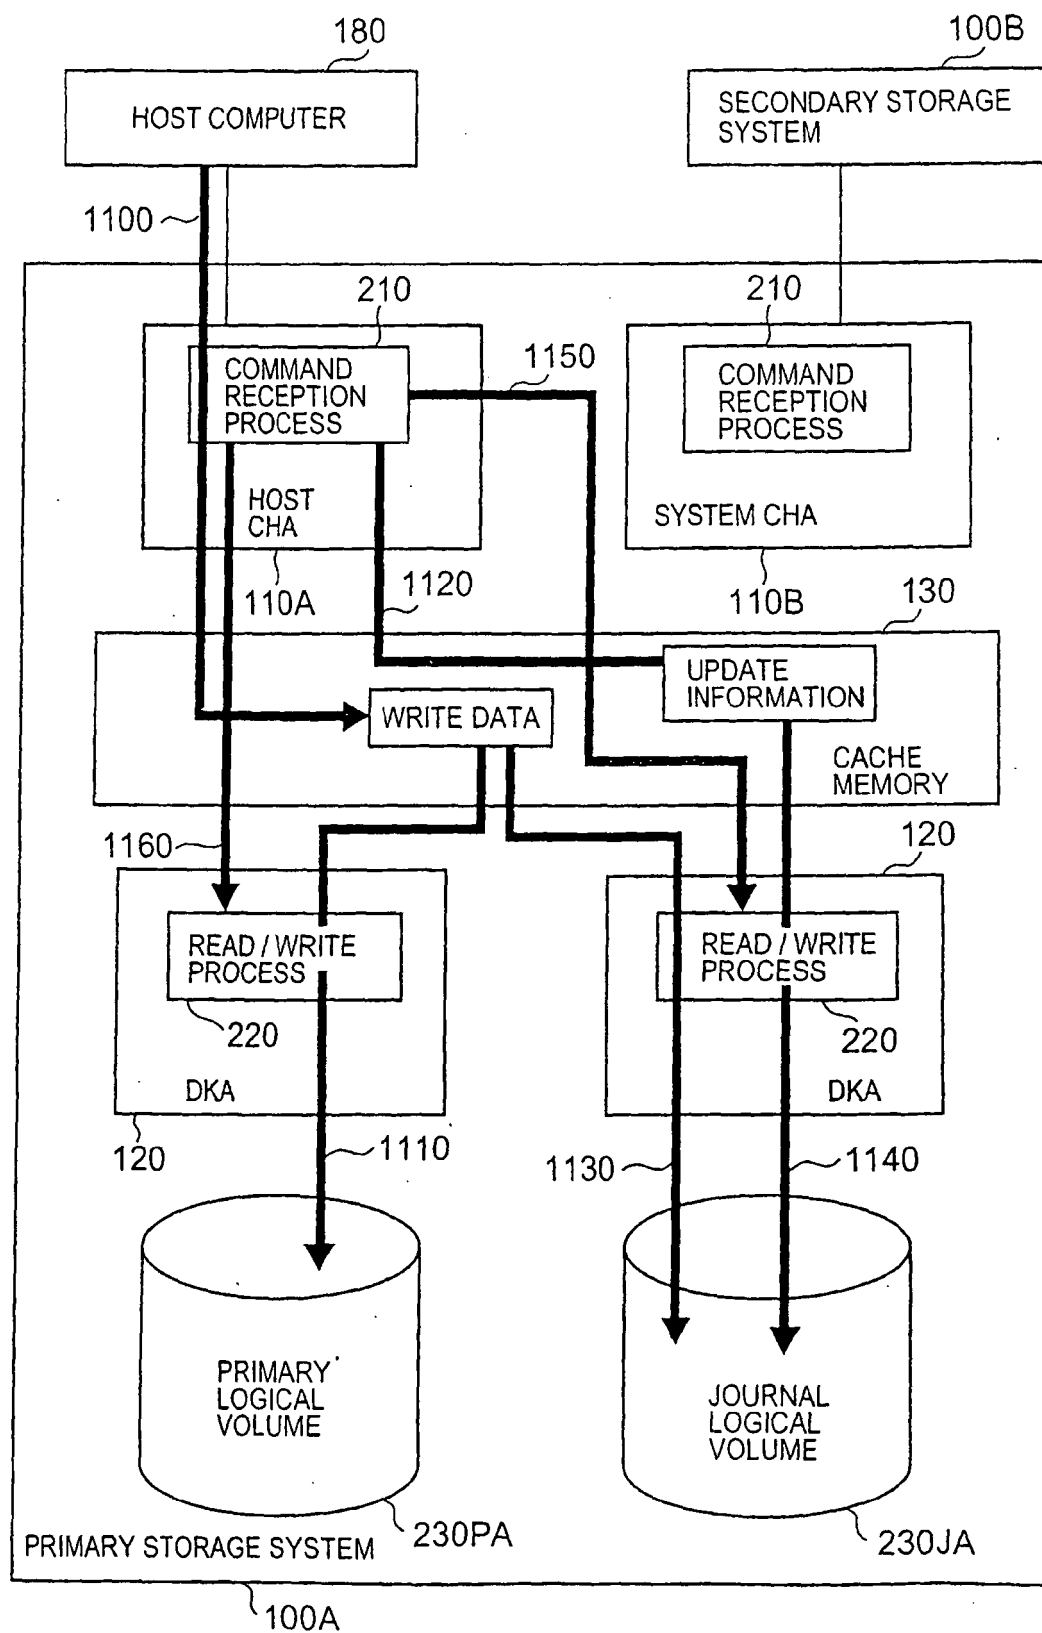 180
100B
HOST COMPUTER
SECONDARY STORAGE
SYSTEM
1100
210
210
1150
COMMAND
RECEPTION
PROCESS
COMMAND
RECEPTION
PROCESS
HOST
CHA
SYSTEM CHA
110A
1120
110B
130
UPDATE
INFORMATION
WRITE DATA
CACHE
MEMORY
1160
120
READ / WRITE
PROCESS
READ / WRITE
PROCESS
220
220
DKA
DKA
120
1110
1130
1140
PRIMARY
LOGICAL
VOLUME
JOURNAL
LOGICAL
VOLUME
230PA
230JA
PRIMARY STORAGE SYSTEM
100A